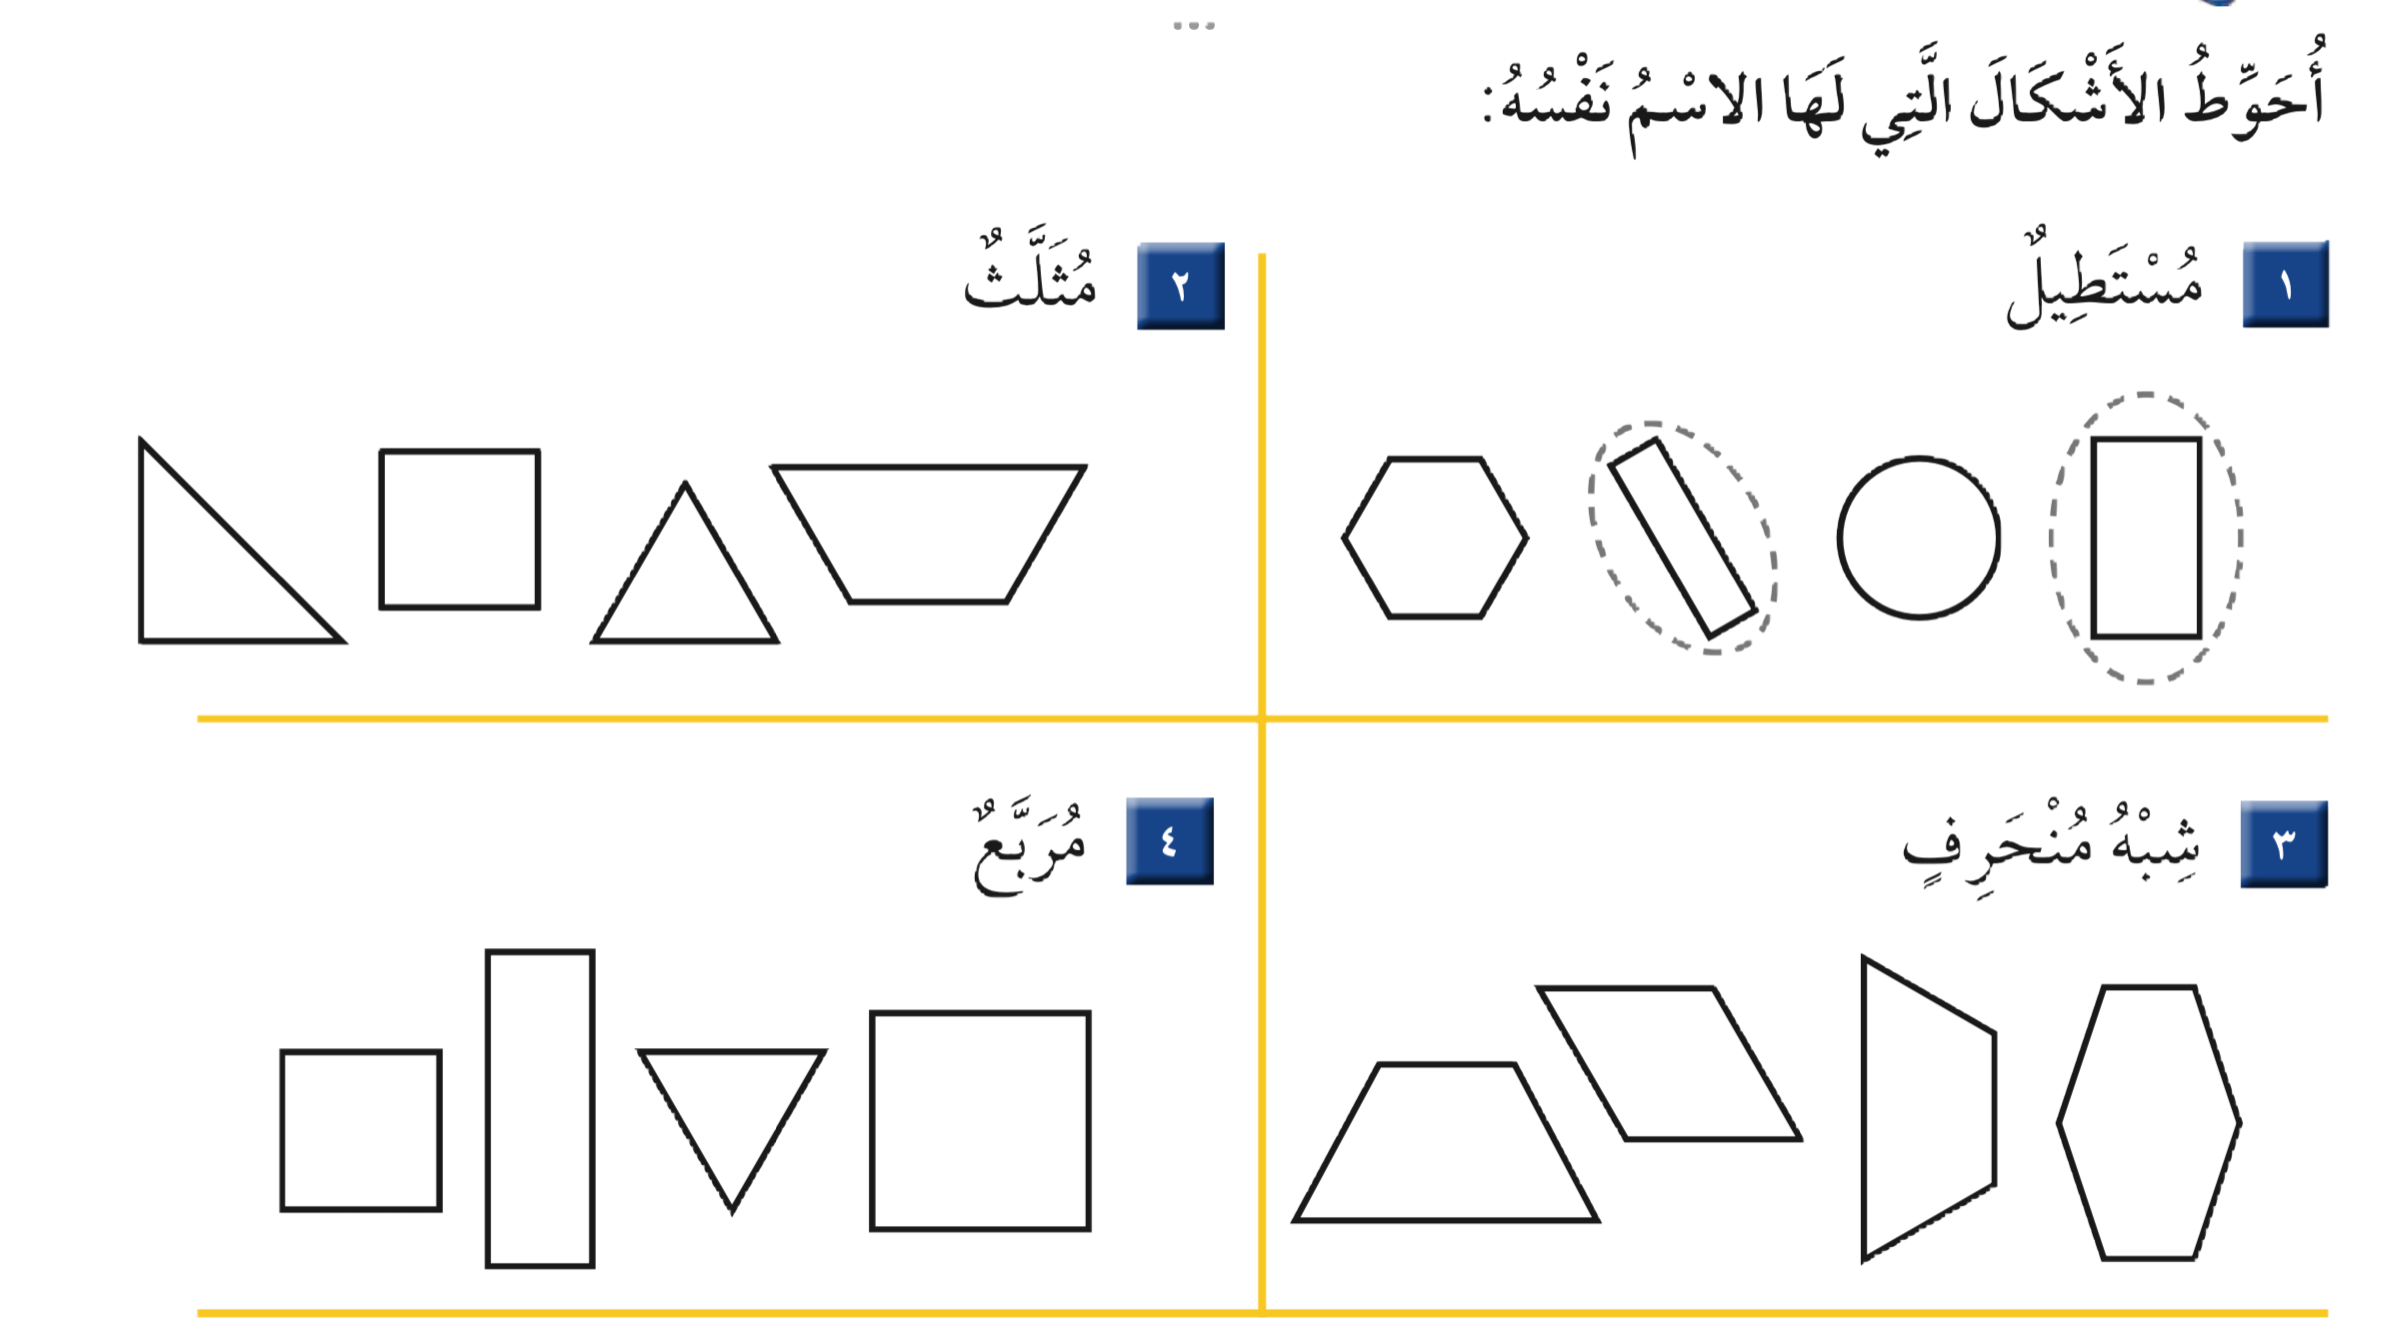 أُحَوِّطُ الأَشْكَالَ الَّتِي لَهَا الاسْمُ نَفْسُهُ:
١ مُسْتَطِيلٌ
٢ مُثَلَّثٌ
٣ شِبْهُ مُنْحَرِفٍ
٤ مُرَبَّعٌ